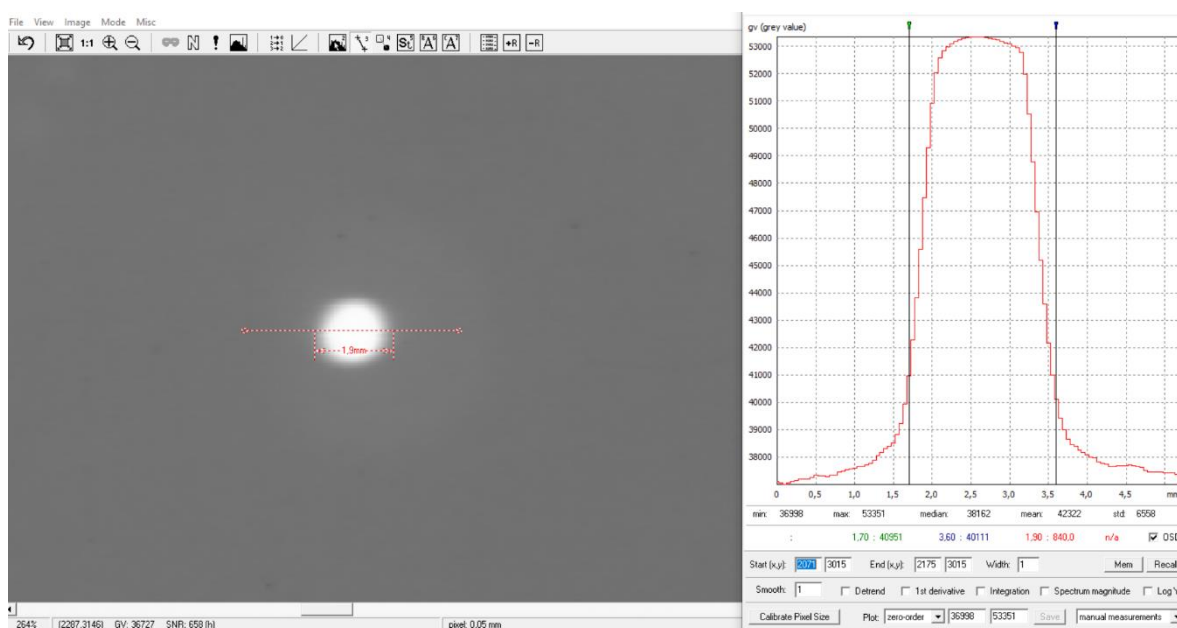 File View Image Mode Misc
1:1
1,9mm
264% (2287,3146) GV: 36727 SNR: 658 (h) pixel: 0,05 mm
gv (grey value)
53000
52000
51000
50000
49000
48000
47000
46000
45000
44000
43000
42000
41000
40000
39000
38000
0 0,5 1,0 1,5 2,0 2,5 3,0 3,5 4,0 4,5 mm
min: 36998 max: 53351 median: 38162 mean: 42322 std: 6558
: 1,70 : 40951 3,60 : 40111 1,90 : 840,0 n/a OSD
Start (x,y): 2071 3015 End (x,y): 2175 3015 Width: 1 Mem Recall
Smooth: 1 Detrend 1st derivative Integration Spectrum magnitude Log
Calibrate Pixel Size Plot: zero-order 36998 53351 Save manual measurements